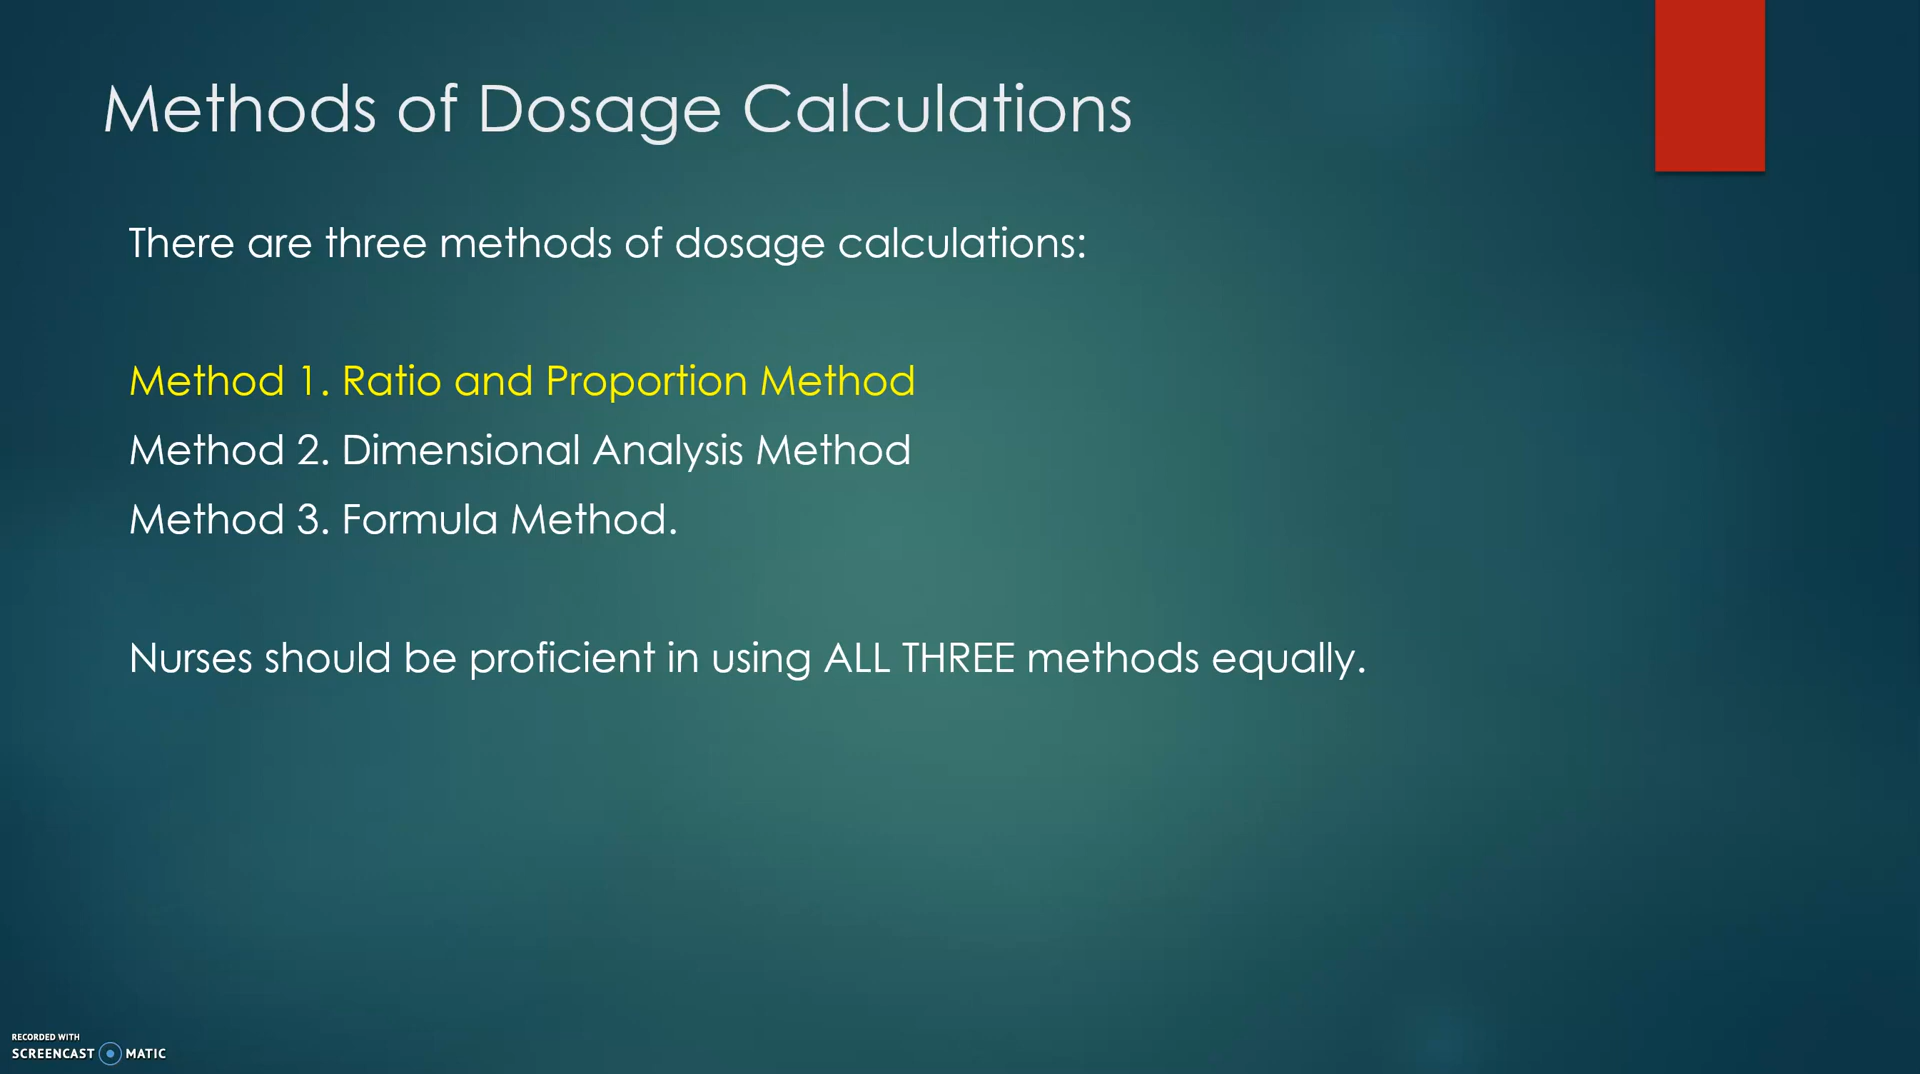 Methods of Dosage Calculations
There are three methods of dosage calculations:
Method 1. Ratio and Proportion Method
Method 2. Dimensional Analysis Method
Method 3. Formula Method.
Nurses should be proficient in using ALL THREE methods equally.
RECORDED WITH
SCREENCAST MATIC